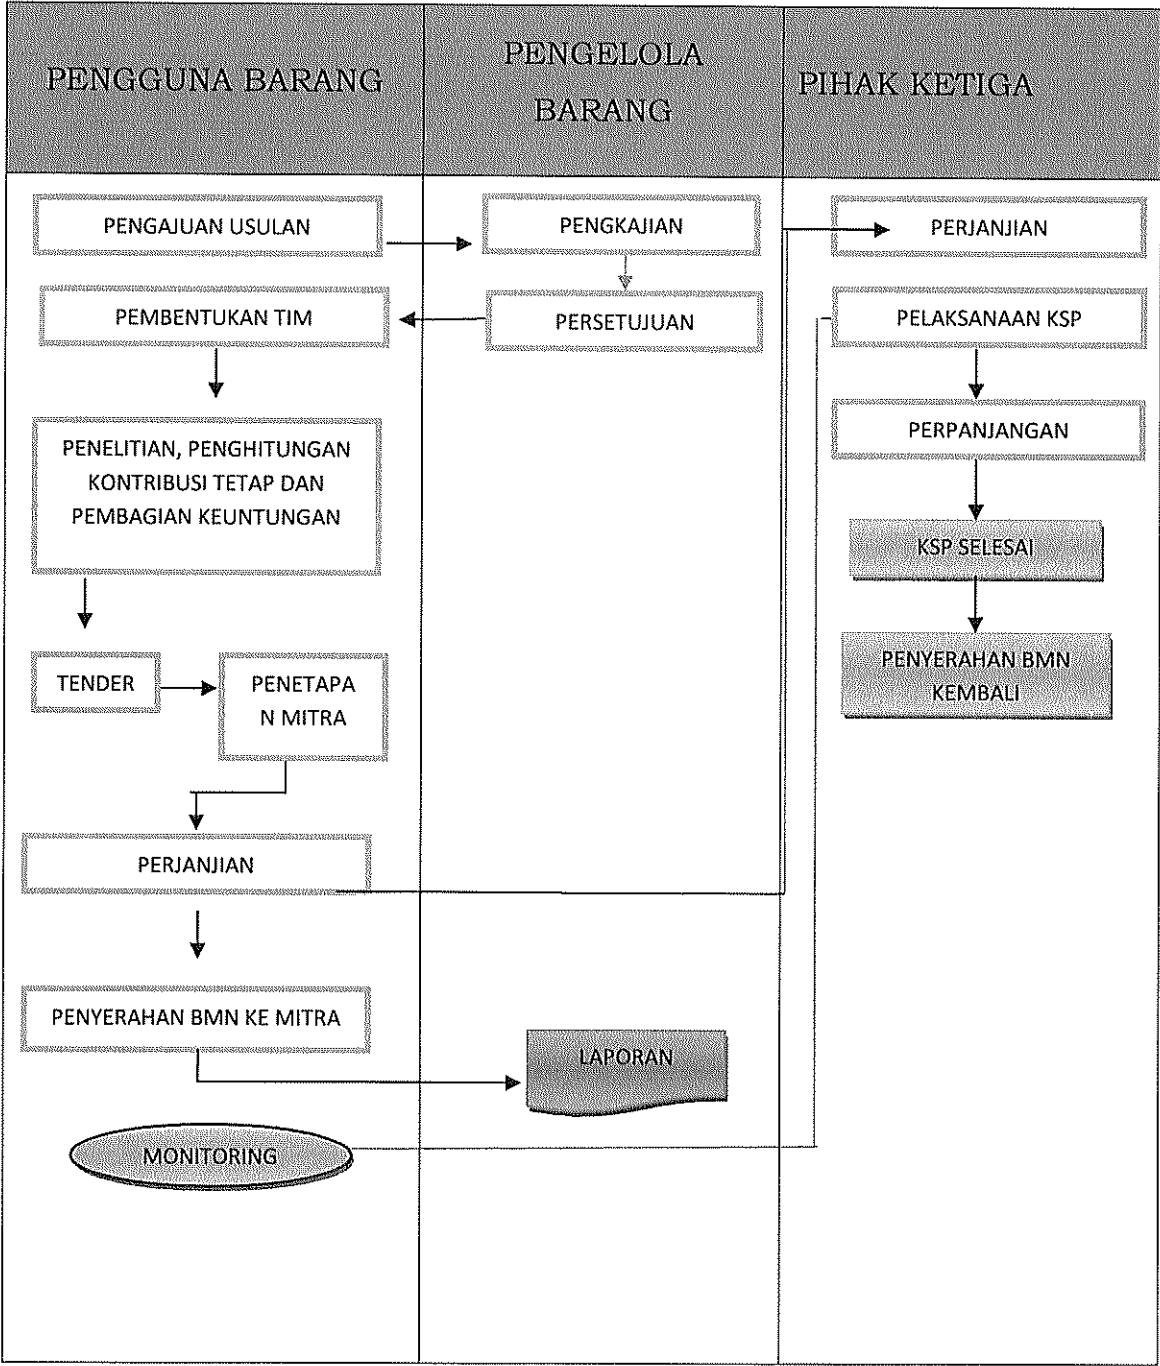 PENGGUNA BARANG
PENGELOLA
BARANG
PIHAK KETIGA
PENGAJUAN USULAN
PENGKAJIAN
PERJANJIAN
PEMBENTUKAN TIM
PERSETUJUAN
PELAKSANAAN KSP
PENELITIAN, PENGHITUNGAN
KONTRIBUSI TETAP DAN
PEMBAGIAN KEUNTUNGAN
PERPANJANGAN
KSP SELESAI
TENDER
PENETAPA
N MITRA
PENYERAHAN BMN
KEMBALI
PERJANJIAN
PENYERAHAN BMN KE MITRA
LAPORAN
MONITORING